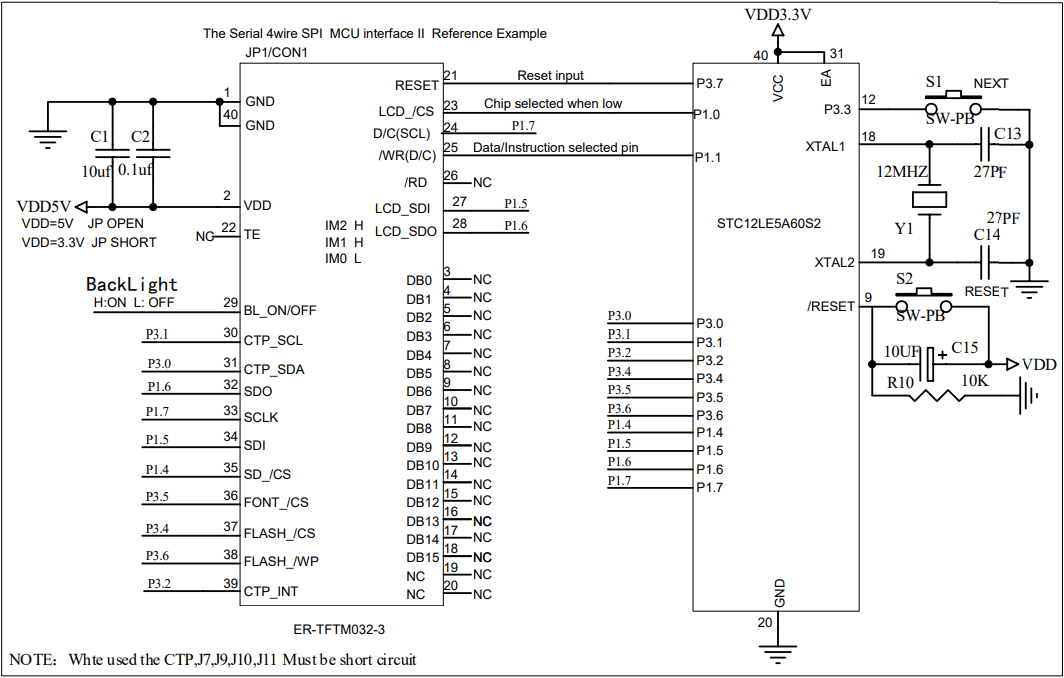 VDD3.3V
The Serial 4wire SPI MCU interface II Reference Example
JP1/CON1
1 GND
40 GND
C1 C2
10uf 0.1uf
VDD5V
2 VDD
VDD=5V JP OPEN
VDD=3.3V JP SHORT
NC 22 TE
IM2 H
IM1 H
IM0 L
BackLight
H:ON L: OFF
29 BL_ON/OFF
P3.1 30 CTP_SCL
P3.0 31 CTP_SDA
P1.6 32 SDO
P1.7 33 SCLK
P1.5 34 SDI
P1.4 35 SD_/CS
P3.5 36 FONT_/CS
P3.4 37 FLASH_/CS
P3.6 38 FLASH_/WP
P3.2 39 CTP_INT
RESET 21 Reset input
LCD_/CS 23 Chip selected when low
D/C(SCL) 24 P1.7
/WR(D/C) 25 Data/Instruction selected pin
/RD 26 NC
LCD_SDI 27 P1.5
LCD_SDO 28 P1.6
DB0 3 NC
DB1 4 NC
DB2 5 NC
DB3 6 NC
DB4 7 NC
DB5 8 NC
DB6 9 NC
DB7 10 NC
DB8 11 NC
DB9 12 NC
DB10 13 NC
DB11 14 NC
DB12 15 NC
DB13 16 NC
DB14 17 NC
DB15 18 NC
NC 19 NC
NC 20 NC
ER-TFTM032-3
40 VCC
31 EA
P3.7
P1.0
P1.1
STC12LE5A60S2
P3.0 P3.0
P3.1 P3.1
P3.2 P3.2
P3.4 P3.4
P3.5 P3.5
P3.6 P3.6
P1.4 P1.4
P1.5 P1.5
P1.6 P1.6
P1.7 P1.7
20 GND
P3.3 12
S1 NEXT
SW-PB
XTAL1 18
C13
27PF
12MHZ
Y1
27PF
C14
XTAL2 19
S2 RESET
/RESET 9
SW-PB
10UF + C15
VDD
R10 10K
NOTE: Whte used the CTP,J7,J9,J10,J11 Must be short circuit